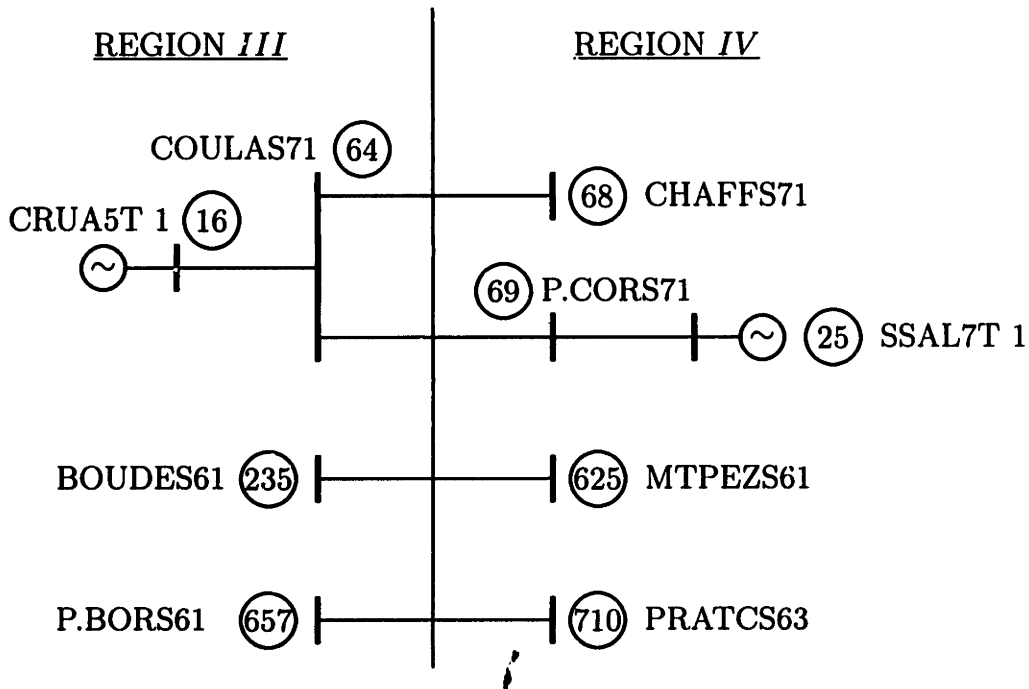 REGION III
REGION IV
COULAS71 64
68 CHAFFS71
CRUA5T 1 16
~
69 P.CORS71
~ 25 SSAL7T 1
BOUDES61 235
625 MTPEZS61
P.BORS61 657
710 PRATCS63